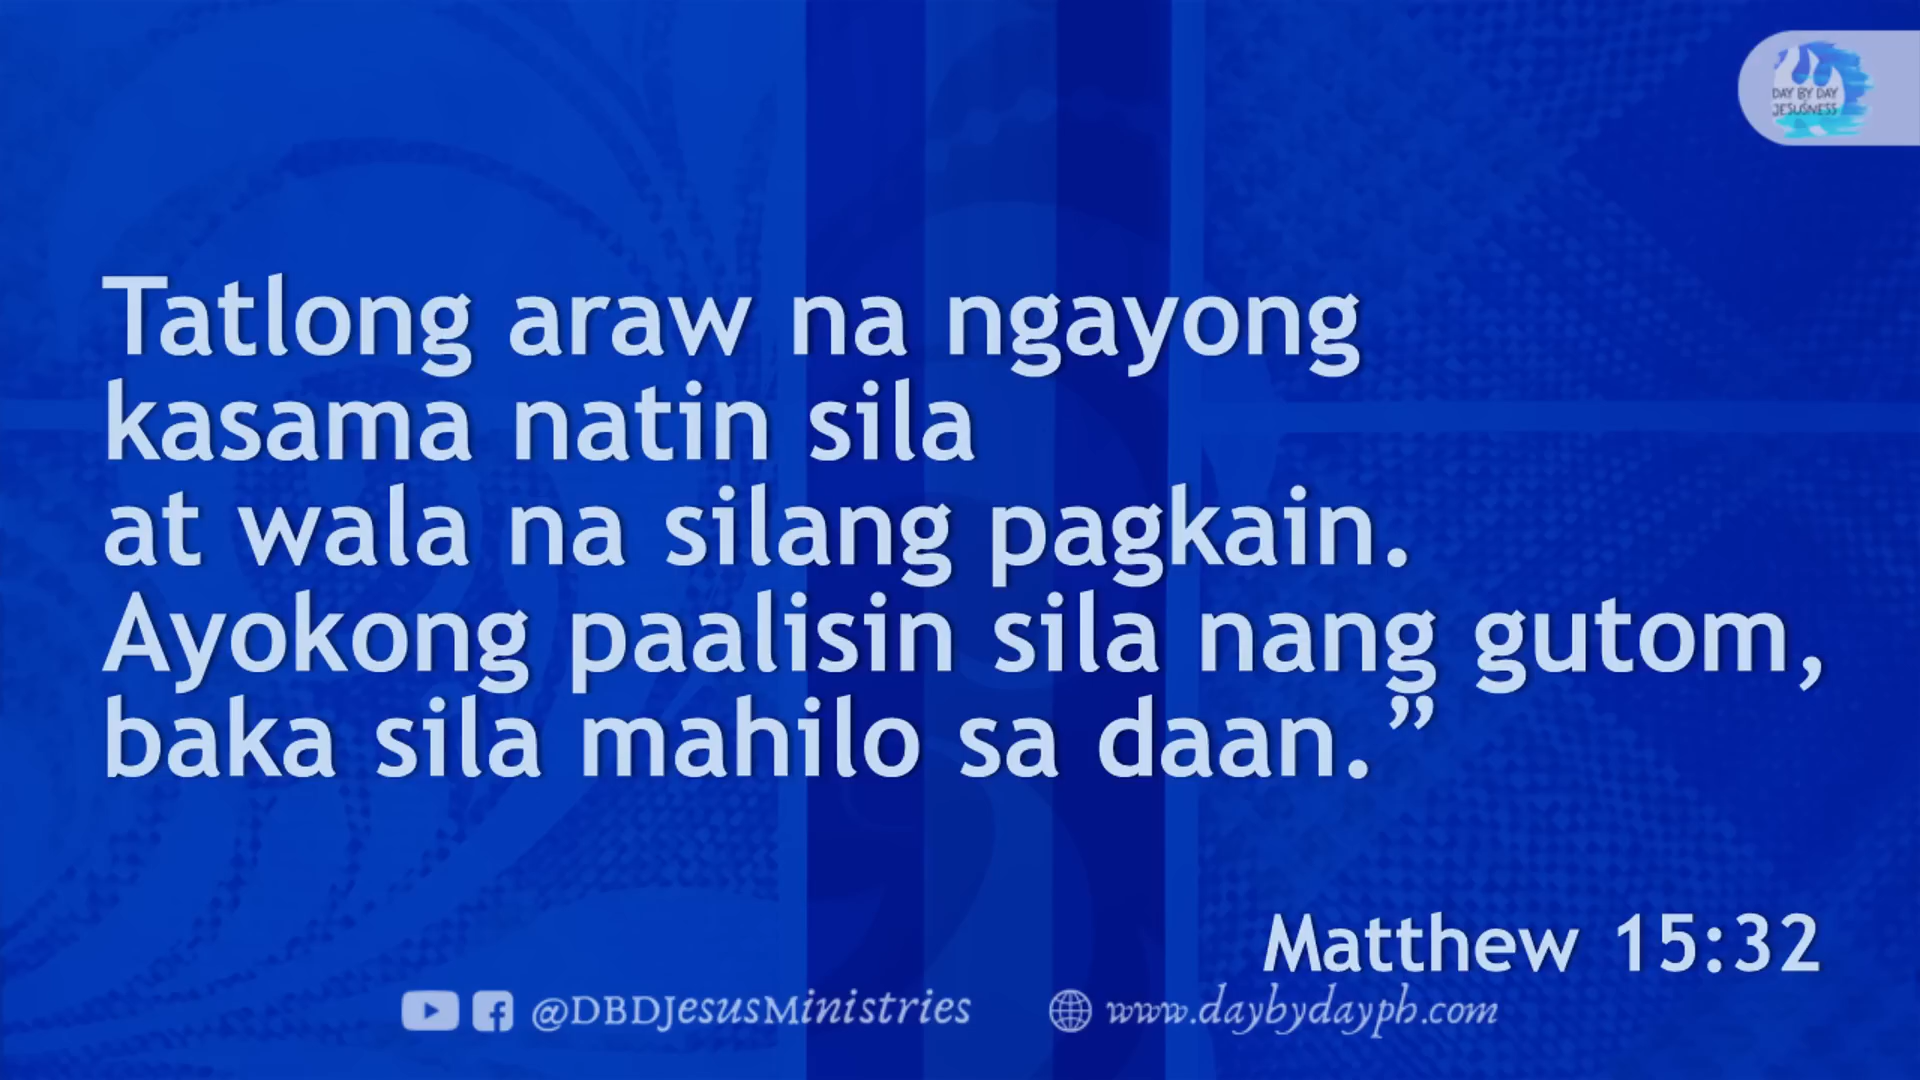 DAY BY DAY
JESUSNESS
Tatlong araw na ngayong
kasama natin sila
at wala na silang pagkain.
Ayokong paalisin sila nang gutom,
baka sila mahilo sa daan.”
Matthew 15:32
@DBDJesusMinistries www.daybydayph.com